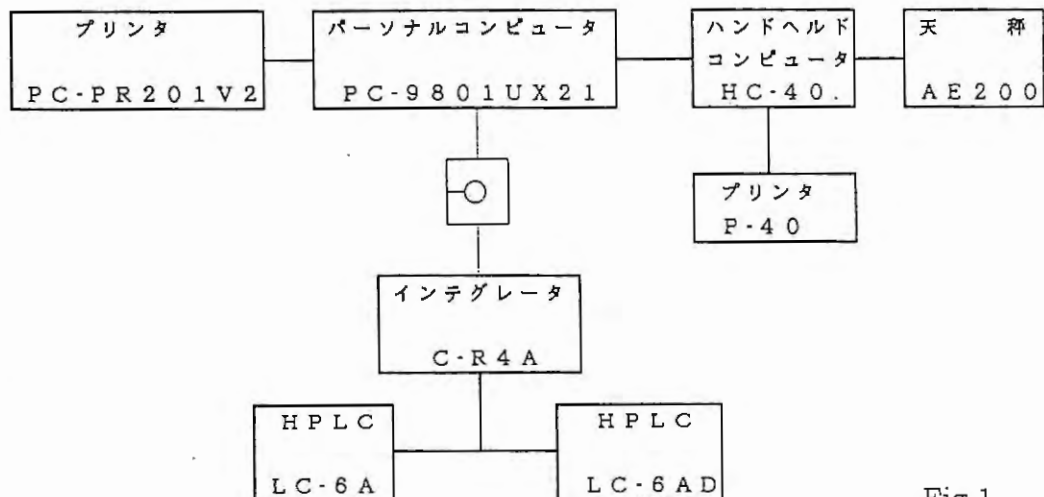 プリンタ
PC-PR201V2
パーソナルコンピュータ
PC-9801UX21
ハンドヘルド
コンピュータ
HC-40.
天秤
AE200
プリンタ
P-40
インテグレータ
C-R4A
HPLC
LC-6A
HPLC
LC-6AD
Fig.1